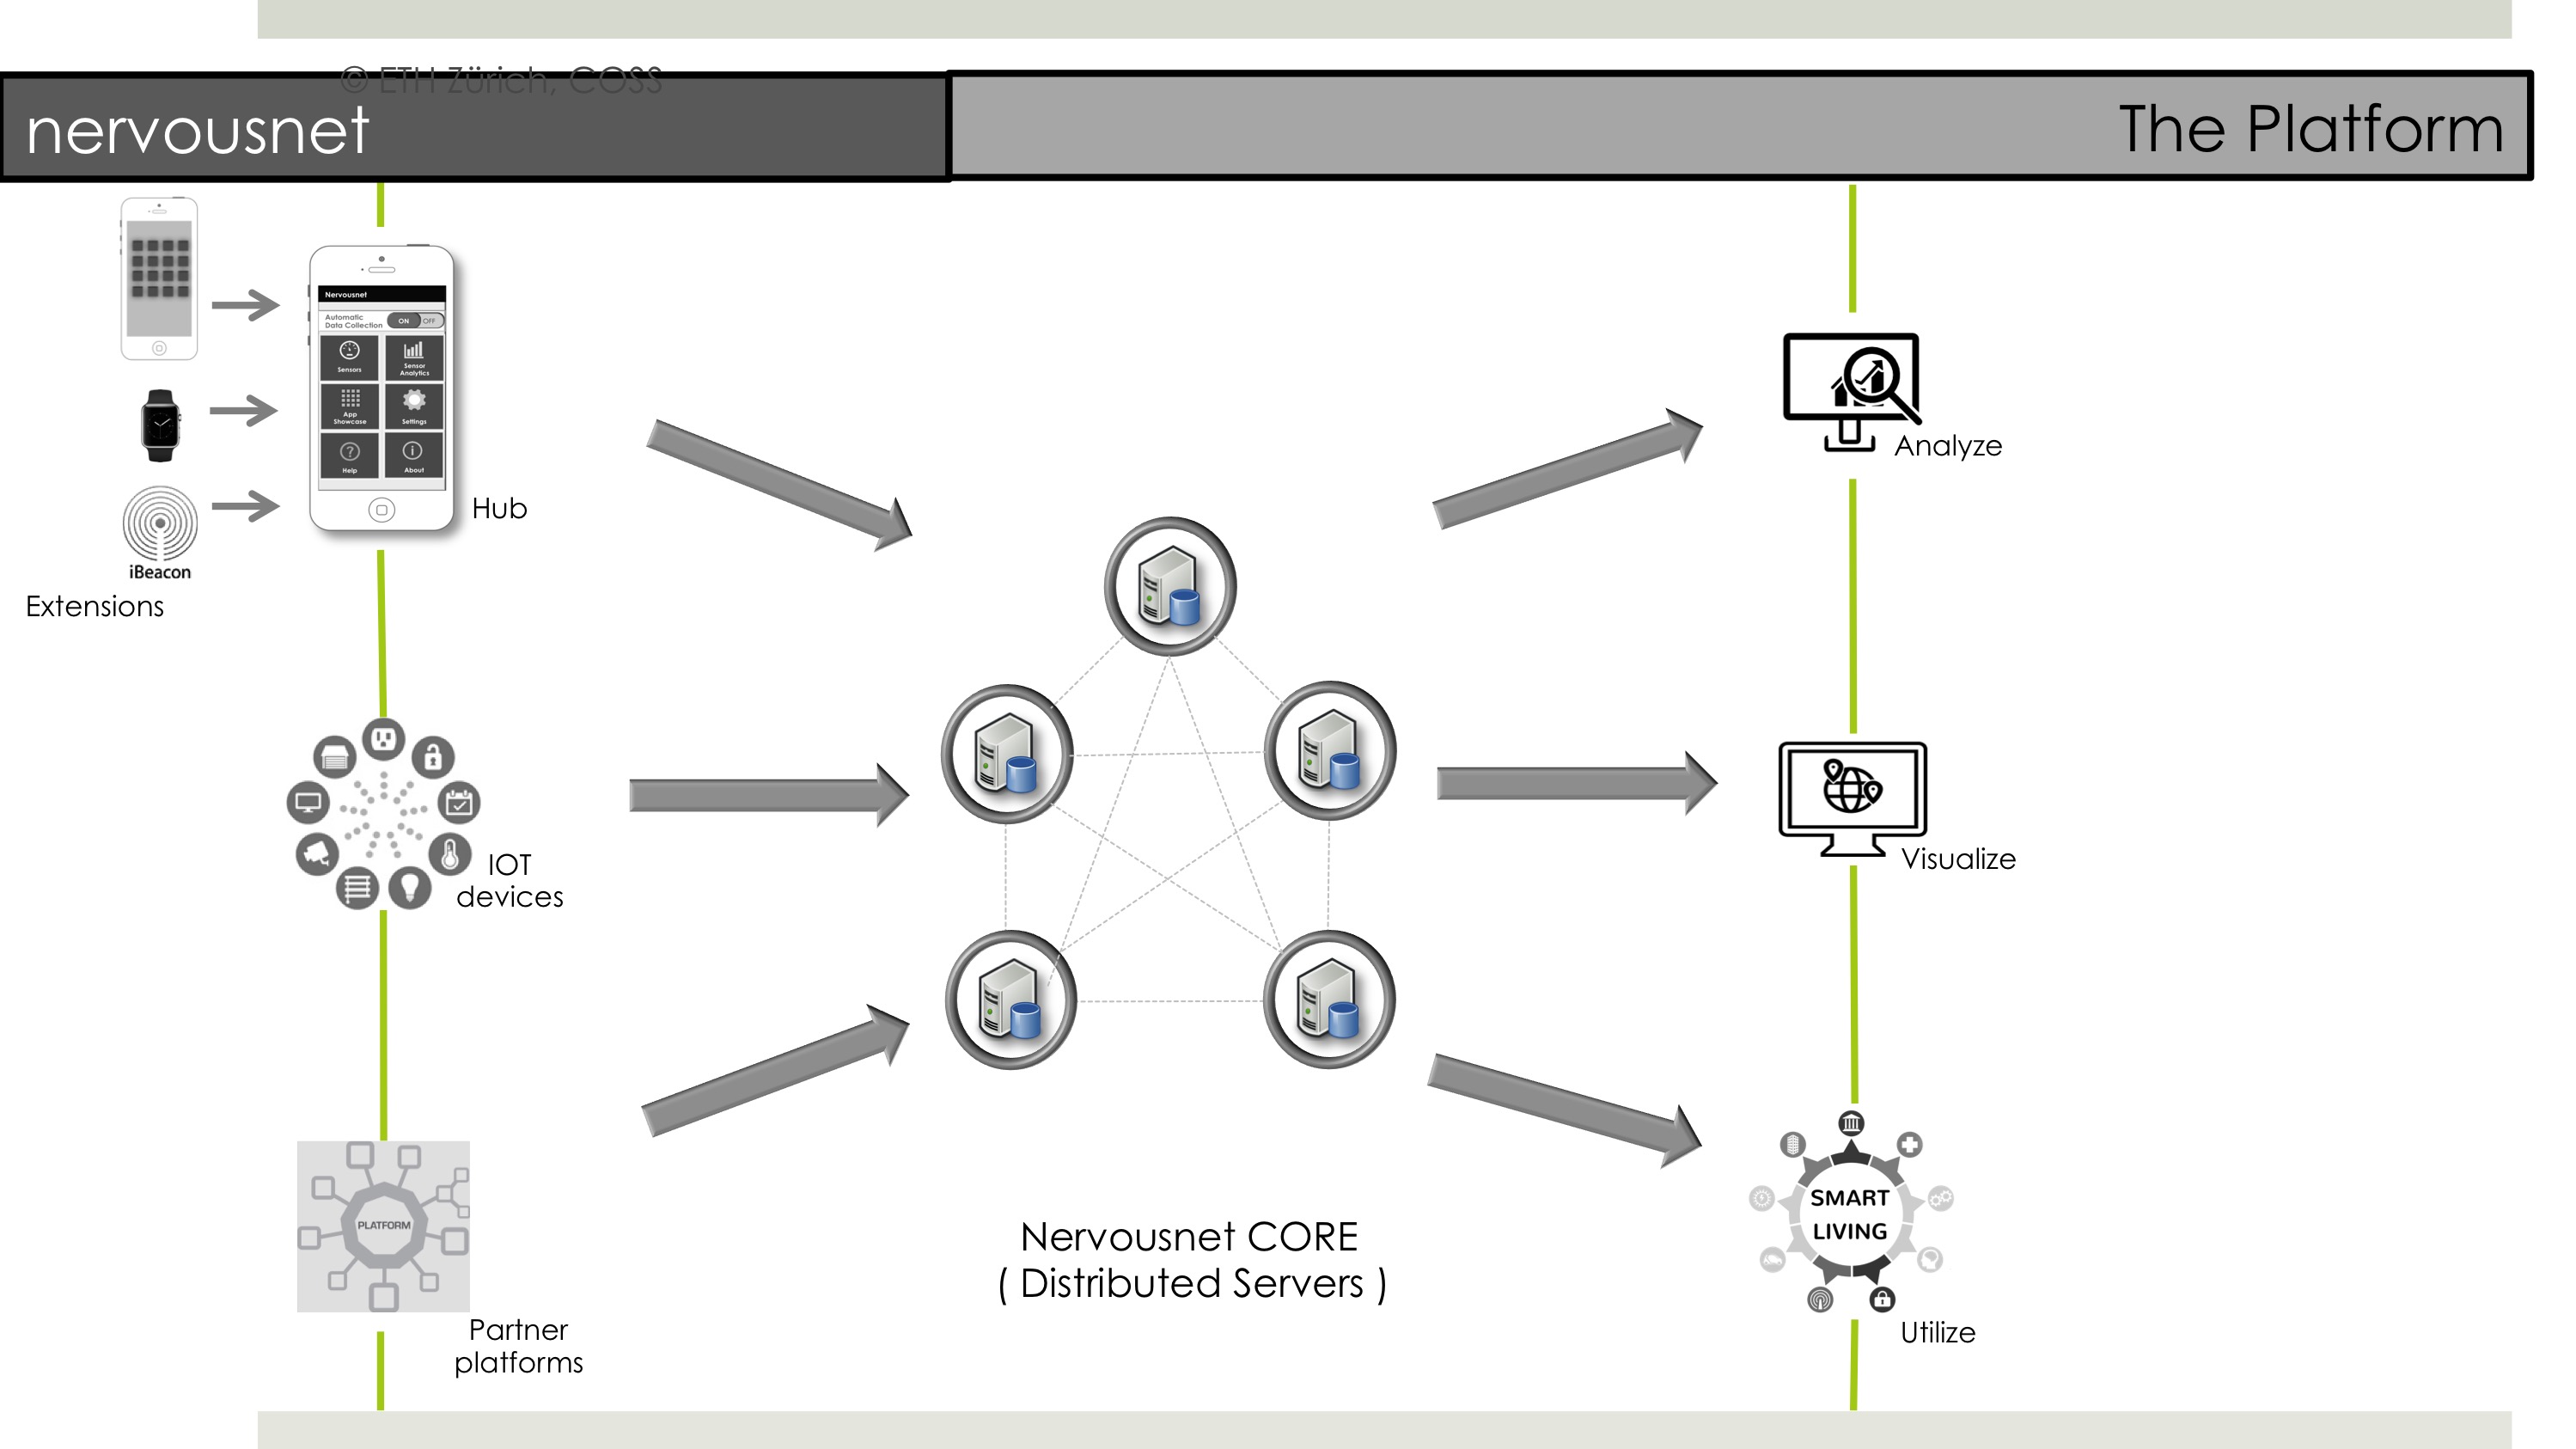 © ETH Zürich, COSS
nervousnet
The Platform
Nervousnet
Automatic
Data Collection
ON
OFF
Sensors
Sensor
Analytics
App
Showcase
Settings
Help
About
Hub
iBeacon
Extensions
Analyze
IOT
devices
Visualize
PLATFORM
Partner
platforms
Nervousnet CORE
( Distributed Servers )
SMART
LIVING
Utilize